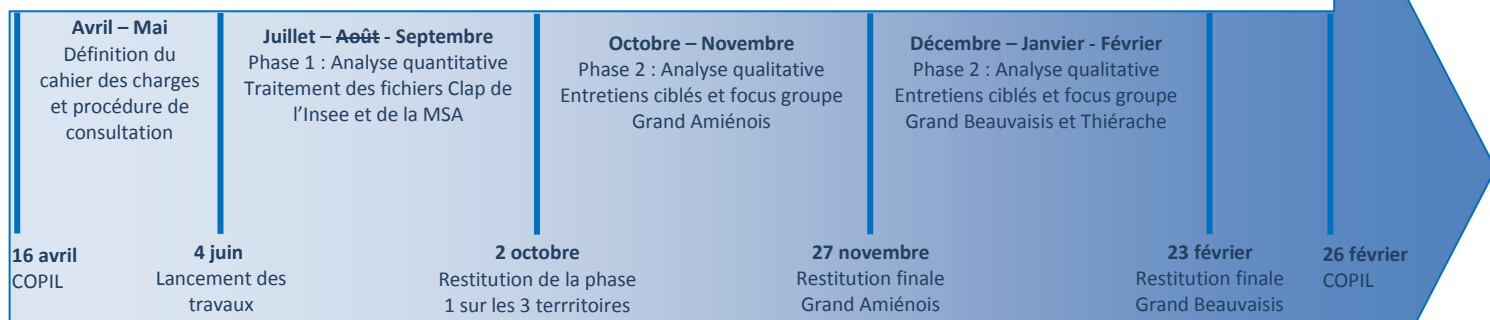 Avril – Mai
Définition du
cahier des charges
et procédure de
consultation
Juillet – Août - Septembre
Phase 1 : Analyse quantitative
Traitement des fichiers Clap de
l’Insee et de la MSA
Octobre – Novembre
Phase 2 : Analyse qualitative
Entretiens ciblés et focus groupe
Grand Amiénois
Décembre – Janvier - Février
Phase 2 : Analyse qualitative
Entretiens ciblés et focus groupe
Grand Beauvaisis et Thiérache
16 avril
COPIL
4 juin
Lancement des
travaux
2 octobre
Restitution de la phase
1 sur les 3 terrritoires
27 novembre
Restitution finale
Grand Amiénois
23 février
Restitution finale
Grand Beauvaisis
26 février
COPIL